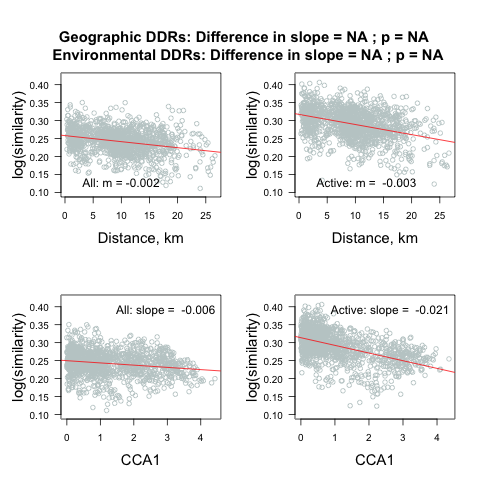 Geographic DDRs: Difference in slope = NA ; p = NA
Environmental DDRs: Difference in slope = NA ; p = NA
log(similarity)
0.40
0.35
0.30
0.25
0.20
0.15
0.10
All: m = -0.002
0 5 10 15 20 25
Distance, km
log(similarity)
0.40
0.35
0.30
0.25
0.20
0.15
0.10
Active: m = -0.003
0 5 10 15 20 25
Distance, km
log(similarity)
0.40
0.35
0.30
0.25
0.20
0.15
0.10
All: slope = -0.006
0 1 2 3 4
CCA1
log(similarity)
0.40
0.35
0.30
0.25
0.20
0.15
0.10
Active: slope = -0.021
0 1 2 3 4
CCA1